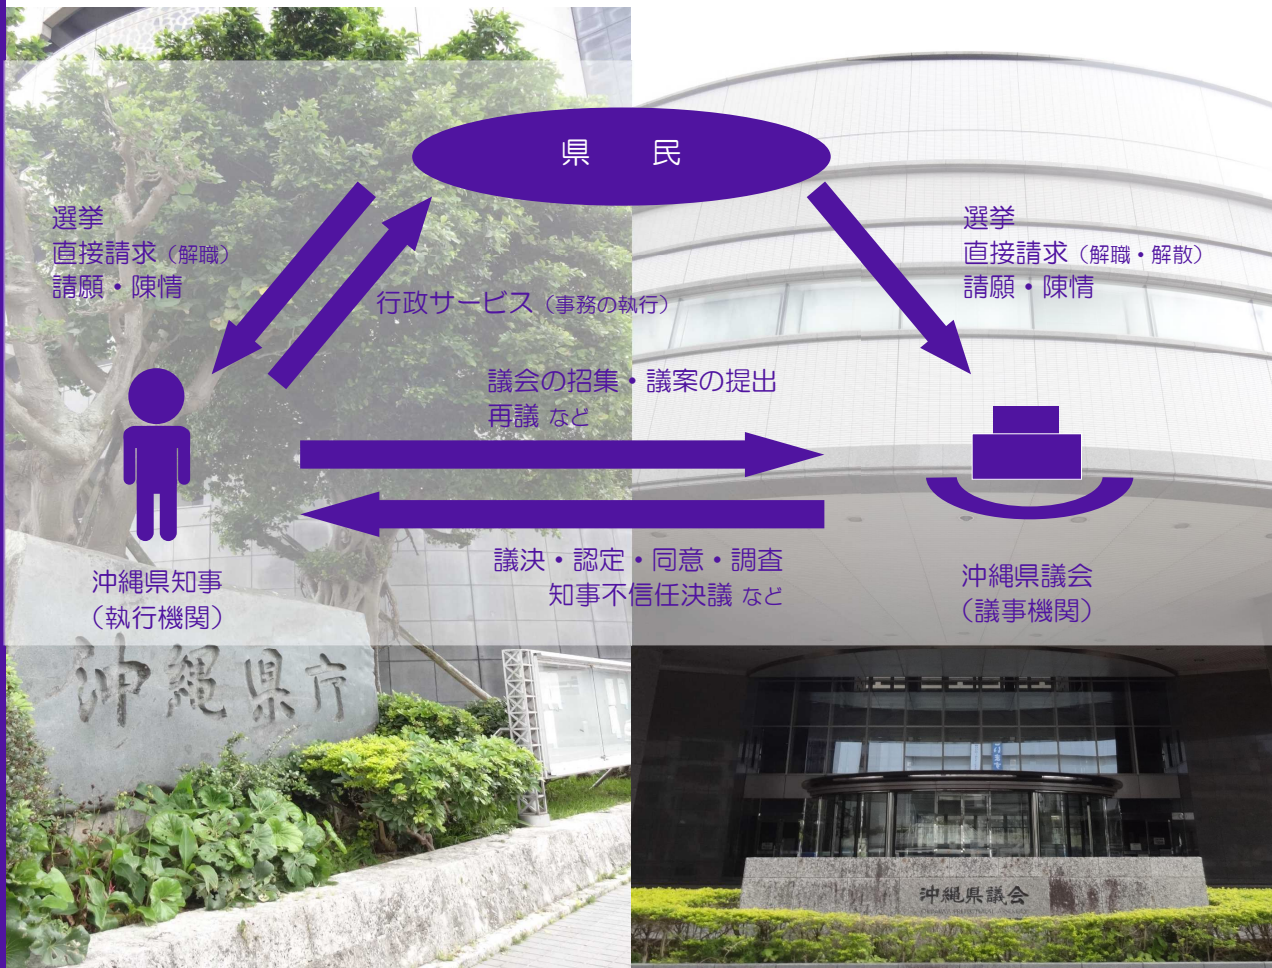 県　民
選挙
直接請求（解職）
請願・陳情
選挙
直接請求（解職・解散）
請願・陳情
行政サービス（事務の執行）
議会の招集・議案の提出
再議 など
議決・認定・同意・調査
知事不信任決議 など
沖縄県知事
（執行機関）
沖縄県議会
（議事機関）
沖縄県庁
沖縄県議会